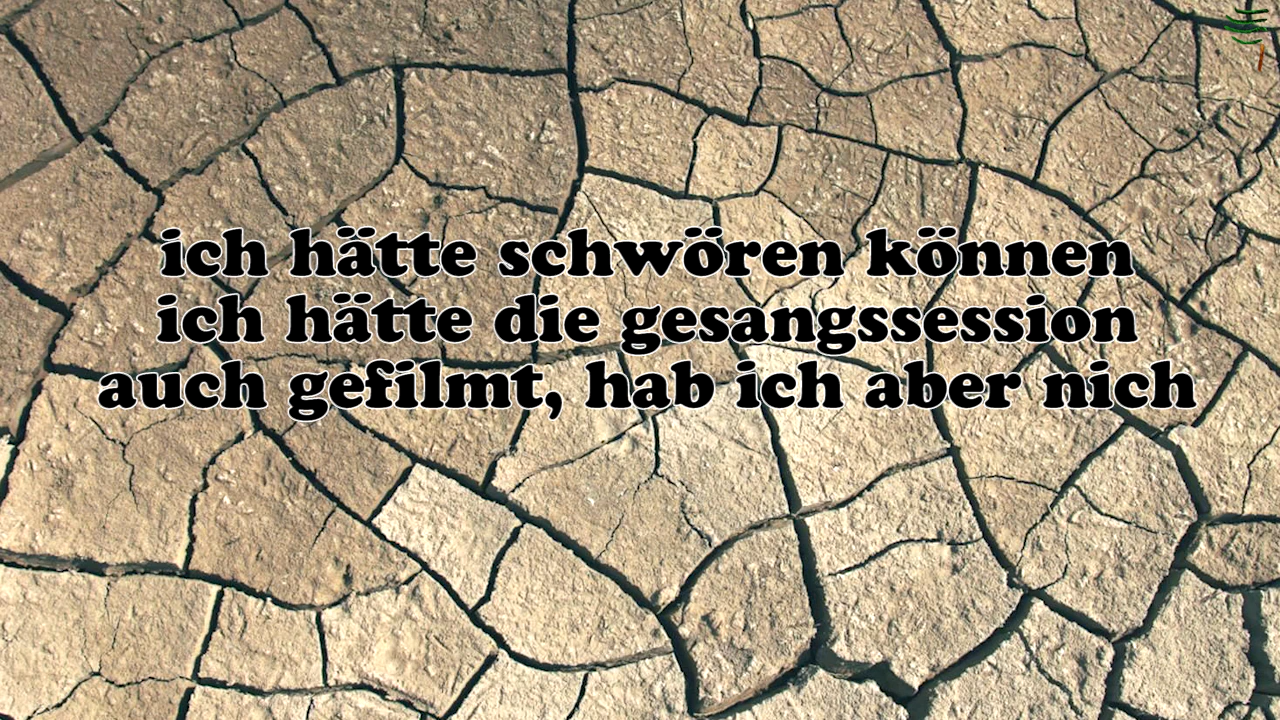 ich hätte schwören können
ich hätte die gesangssession
auch gefilmt, hab ich aber nich